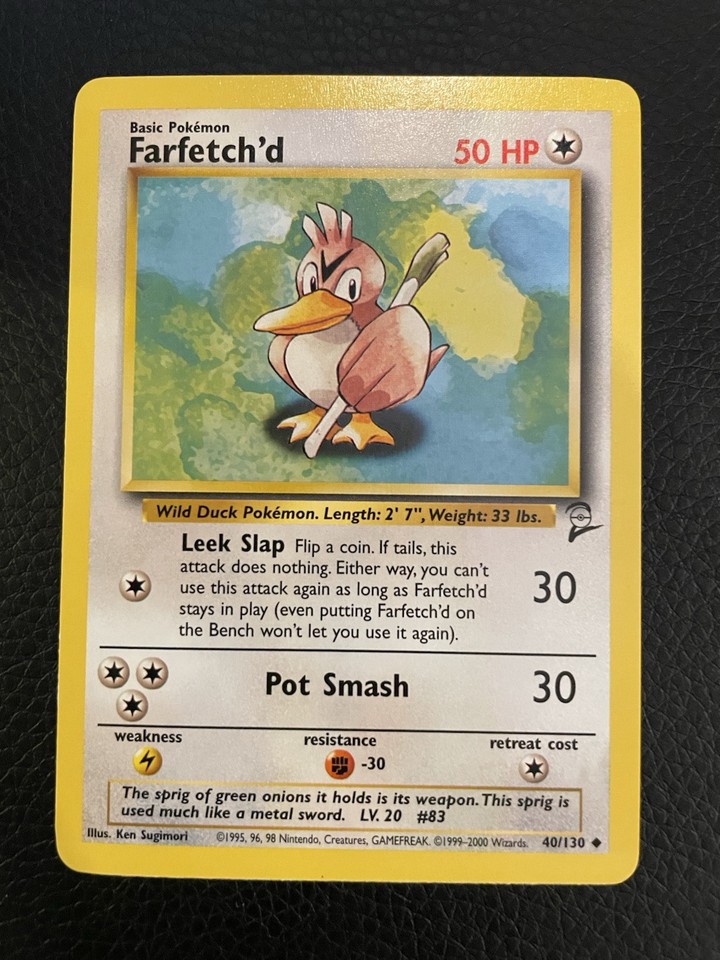 Basic Pokémon
Farfetch'd
50 HP
Wild Duck Pokémon. Length: 2' 7", Weight: 33 lbs.
Leek Slap Flip a coin. If tails, this
attack does nothing. Either way, you can't
use this attack again as long as Farfetch'd
stays in play (even putting Farfetch'd on
the Bench won't let you use it again).
30
Pot Smash
30
weakness
resistance
retreat cost
-30
The sprig of green onions it holds is its weapon. This sprig is
used much like a metal sword. LV. 20 #83
Illus. Ken Sugimori
©1995, 96, 98 Nintendo, Creatures, GAMEFREAK. ©1999-2000 Wizards.
40/130